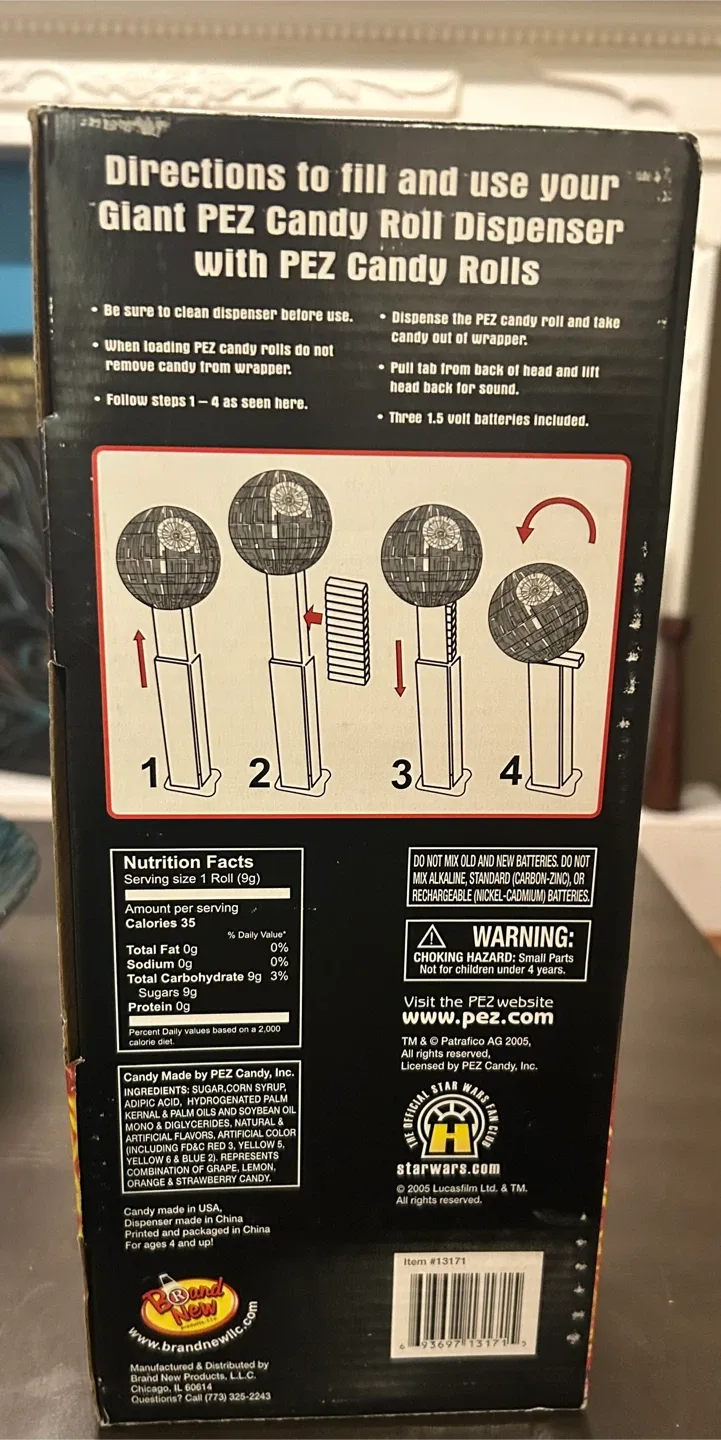 Directions to fill and use your
Giant PEZ Candy Roll Dispenser
with PEZ Candy Rolls
• Be sure to clean dispenser before use.
• When loading PEZ candy rolls do not
remove candy from wrapper.
• Follow steps 1 – 4 as seen here.
• Dispense the PEZ candy roll and take
candy out of wrapper.
• Pull tab from back of head and lift
head back for sound.
• Three 1.5 volt batteries included.
1
2
3
4
Nutrition Facts
Serving size 1 Roll (9g)
Amount per serving
Calories 35
% Daily Value*
Total Fat 0g 0%
Sodium 0g 0%
Total Carbohydrate 9g 3%
Sugars 9g
Protein 0g
Percent Daily values based on a 2,000
calorie diet.
Candy Made by PEZ Candy, Inc.
INGREDIENTS: SUGAR,CORN SYRUP,
ADIPIC ACID, HYDROGENATED PALM
KERNAL & PALM OILS AND SOYBEAN OIL
MONO & DIGLYCERIDES, NATURAL &
ARTIFICIAL FLAVORS, ARTIFICIAL COLOR
(INCLUDING FD&C RED 3, YELLOW 5,
YELLOW 6 & BLUE 2). REPRESENTS
COMBINATION OF GRAPE, LEMON,
ORANGE & STRAWBERRY CANDY.
Candy made in USA,
Dispenser made in China
Printed and packaged in China
For ages 4 and up!
Brand
New
products, LLC
www.brandnewllc.com
Manufactured & Distributed by
Brand New Products, L.L.C.
Chicago, IL 60614
Questions? Call (773) 325-2243
DO NOT MIX OLD AND NEW BATTERIES. DO NOT
MIX ALKALINE, STANDARD (CARBON-ZINC), OR
RECHARGEABLE (NICKEL-CADMIUM) BATTERIES.
WARNING:
CHOKING HAZARD: Small Parts
Not for children under 4 years.
Visit the PEZ website
www.pez.com
TM & © Patrafico AG 2005,
All rights reserved,
Licensed by PEZ Candy, Inc.
THE OFFICIAL STAR WARS FAN CLUB
H
starwars.com
© 2005 Lucasfilm Ltd. & TM.
All rights reserved.
Item #13171
6 93697 13171 5